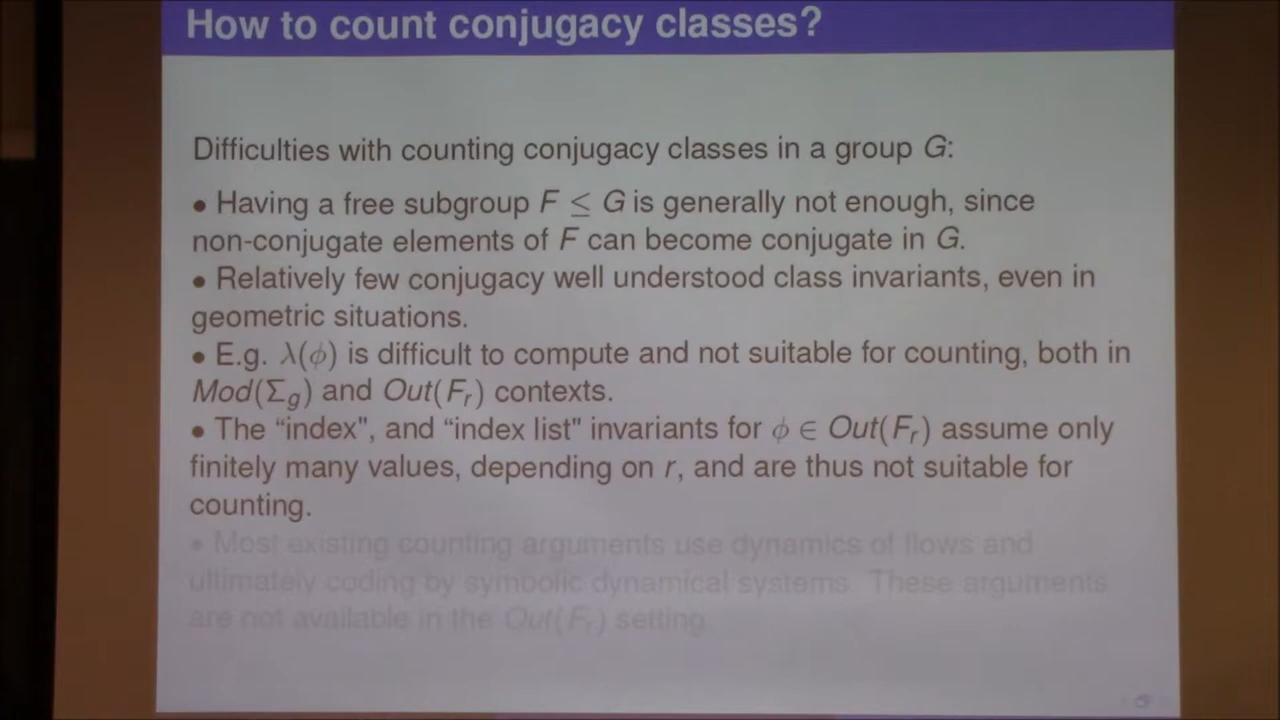 How to count conjugacy classes?
Difficulties with counting conjugacy classes in a group G:
• Having a free subgroup F ≤ G is generally not enough, since
non-conjugate elements of F can become conjugate in G.
• Relatively few conjugacy well understood class invariants, even in
geometric situations.
• E.g. λ(ϕ) is difficult to compute and not suitable for counting, both in
Mod(Σ_g) and Out(F_r) contexts.
• The “index", and “index list" invariants for ϕ ∈ Out(F_r) assume only
finitely many values, depending on r, and are thus not suitable for
counting.
• Most existing counting arguments use dynamics of flows and
ultimately coding by symbolic dynamical systems. These arguments
are not available in the Out(F_r) setting.